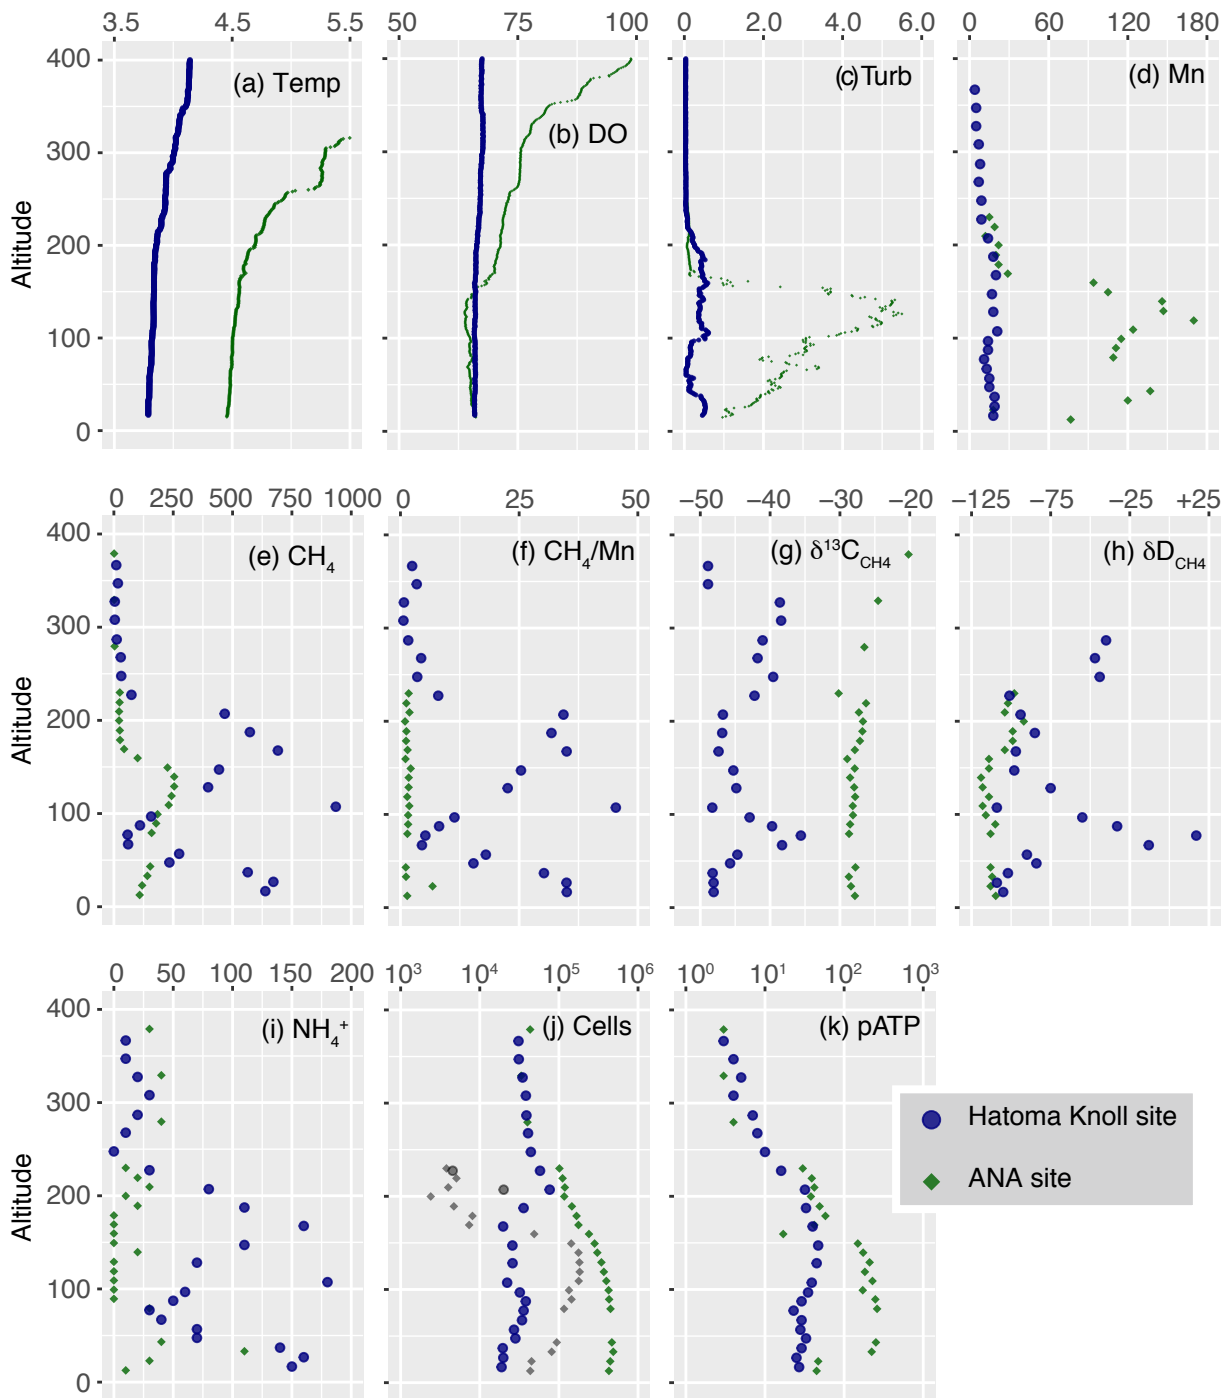 3.5 4.5 5.5 50 75 100 0 2.0 4.0 6.0 0 60 120 180
400
300
200
100
0
Altitude
(a) Temp
(b) DO
(c) Turb
(d) Mn
0 250 500 750 1000 0 25 50 −50 −40 −30 −20 −125 −75 −25 +25
400
300
200
100
0
Altitude
(e) CH₄
(f) CH₄/Mn
(g) δ¹³C_CH4
(h) δD_CH4
0 50 100 150 200 10³ 10⁴ 10⁵ 10⁶ 10⁰ 10¹ 10² 10³
400
300
200
100
0
Altitude
(i) NH₄⁺
(j) Cells
(k) pATP
Hatoma Knoll site
ANA site